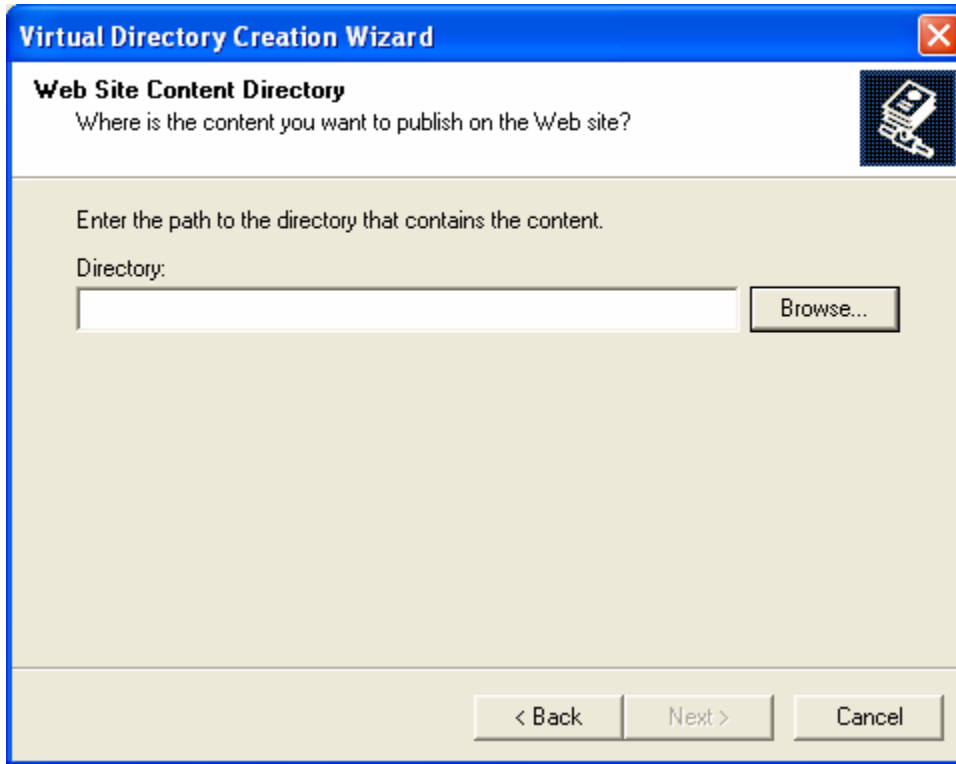 Virtual Directory Creation Wizard
Web Site Content Directory
Where is the content you want to publish on the Web site?
Enter the path to the directory that contains the content.
Directory:
Browse...
< Back Next > Cancel